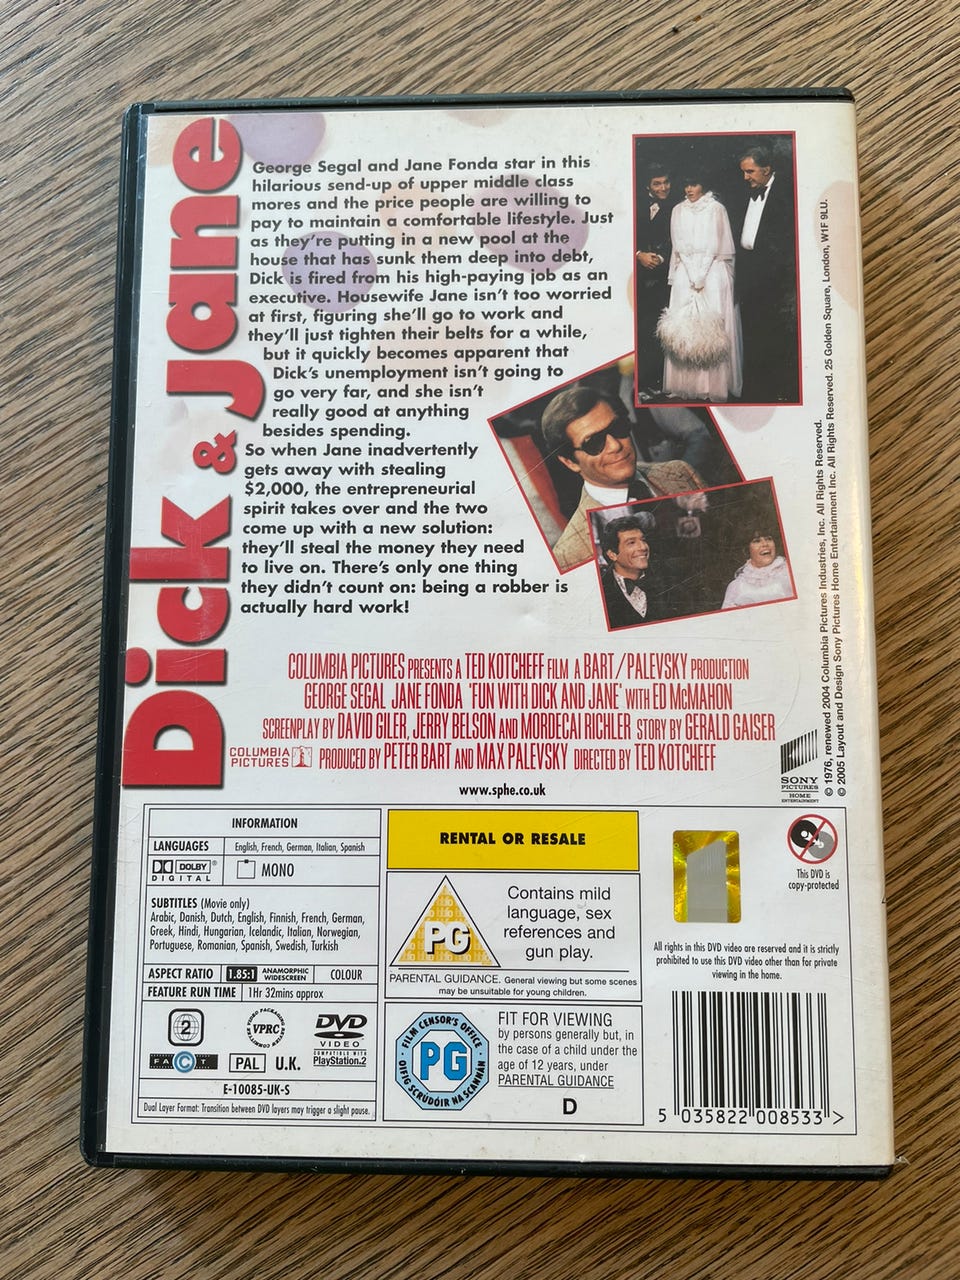 Dick & Jane
George Segal and Jane Fonda star in this
hilarious send-up of upper middle class
mores and the price people are willing to
pay to maintain a comfortable lifestyle. Just
as they're putting in a new pool at the
house that has sunk them deep into debt,
Dick is fired from his high-paying job as an
executive. Housewife Jane isn't too worried
at first, figuring she'll go to work and
they'll just tighten their belts for a while,
but it quickly becomes apparent that
Dick's unemployment isn't going to
go very far, and she isn't
really good at anything
besides spending.
So when Jane inadvertently
gets away with stealing
$2,000, the entrepreneurial
spirit takes over and the two
come up with a new solution:
they'll steal the money they need
to live on. There's only one thing
they didn't count on: being a robber is
actually hard work!
COLUMBIA PICTURES PRESENTS A TED KOTCHEFF FILM A BART/PALEVSKY PRODUCTION
GEORGE SEGAL JANE FONDA 'FUN WITH DICK AND JANE' WITH ED McMAHON
SCREENPLAY BY DAVID GILER, JERRY BELSON AND MORDECAI RICHLER STORY BY GERALD GAISER
COLUMBIA
PICTURES
PRODUCED BY PETER BART AND MAX PALEVSKY DIRECTED BY TED KOTCHEFF
www.sphe.co.uk
SONY
PICTURES
HOME
ENTERTAINMENT
© 1976, renewed 2004 Columbia Pictures Industries, Inc. All Rights Reserved.
© 2005 Layout and Design Sony Pictures Home Entertainment Inc. All Rights Reserved. 25 Golden Square, London, W1F 9LU.
INFORMATION
LANGUAGES English, French, German, Italian, Spanish
DOLBY
DIGITAL
MONO
SUBTITLES (Movie only)
Arabic, Danish, Dutch, English, Finnish, French, German,
Greek, Hindi, Hungarian, Icelandic, Italian, Norwegian,
Portuguese, Romanian, Spanish, Swedish, Turkish
ASPECT RATIO 1.85:1 ANAMORPHIC WIDESCREEN COLOUR
FEATURE RUN TIME 1Hr 32mins approx
2
VIDEO PACKAGING REVIEW COMMITTEE
VPRC
DVD
VIDEO
COMPATIBLE WITH
PlayStation.2
FACT
PAL U.K.
E-10085-UK-S
Dual Layer Format: Transition between DVD layers may trigger a slight pause.
RENTAL OR RESALE
PG
Contains mild
language, sex
references and
gun play.
PARENTAL GUIDANCE. General viewing but some scenes
may be unsuitable for young children.
FILM CENSOR'S OFFICE
PG
OIFIG SCRÚDÓIR NA SCANNÁN
FIT FOR VIEWING
by persons generally but, in
the case of a child under the
age of 12 years, under
PARENTAL GUIDANCE
D
This DVD is
copy-protected
All rights in this DVD video are reserved and it is strictly
prohibited to use this DVD video other than for private
viewing in the home.
5 035822 008533 >